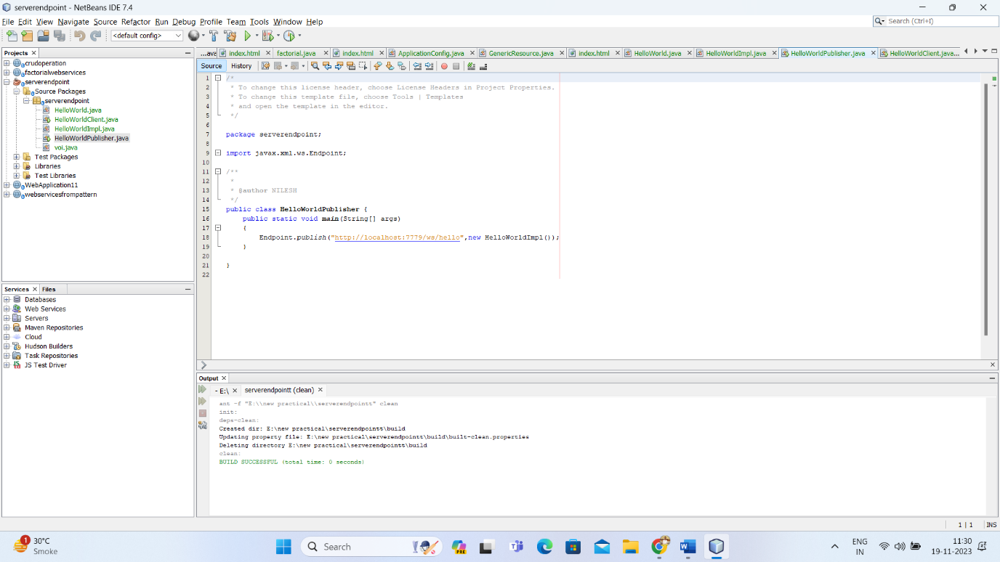 serverendpoint - NetBeans IDE 7.4
File Edit View Navigate Source Refactor Run Debug Profile Team Tools Window Help
Search (Ctrl+I)
<default config>
Projects
...ava index.html factorial.java index.html ApplicationConfig.java GenericResource.java index.html HelloWorld.java HelloWorldImpl.java HelloWorldPublisher.java HelloWorldClient.java...
Source History
crudoperation
factorialwebservices
serverendpoint
Source Packages
serverendpoint
HelloWorld.java
HelloWorldClient.java
HelloWorldImpl.java
HelloWorldPublisher.java
voi.java
Test Packages
Libraries
Test Libraries
WebApplication11
webservicesfrompattern
1 /*
2 * To change this license header, choose License Headers in Project Properties.
3 * To change this template file, choose Tools | Templates
4 * and open the template in the editor.
5 */
6
7 package serverendpoint;
8
9 import javax.xml.ws.Endpoint;
10
11 /**
12 *
13 * @author NILESH
14 */
15 public class HelloWorldPublisher {
16 public static void main(String[] args)
17 {
18 Endpoint.publish("http://localhost:7779/ws/hello",new HelloWorldImpl());
19 }
20
21 }
22
Services Files
Databases
Web Services
Servers
Maven Repositories
Cloud
Hudson Builders
Task Repositories
JS Test Driver
Output
- E:\ serverendpointt (clean)
ant -f "E:\\new practical\\serverendpointt" clean
init:
deps-clean:
Created dir: E:\new practical\serverendpointt\build
Updating property file: E:\new practical\serverendpointt\build\built-clean.properties
Deleting directory E:\new practical\serverendpointt\build
clean:
BUILD SUCCESSFUL (total time: 0 seconds)
1 | 1 INS
1
30°C
Smoke
Search
PRE
ENG
IN
11:30
19-11-2023